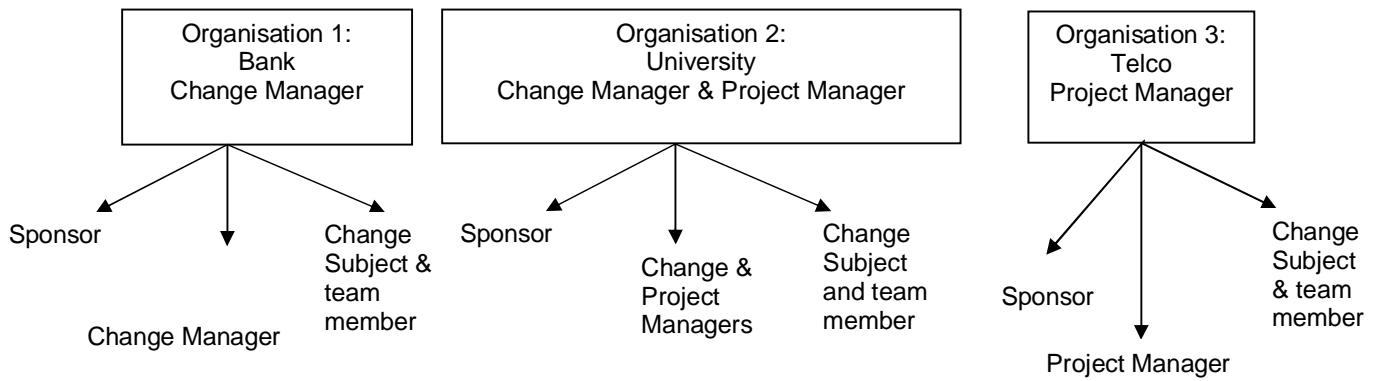 Organisation 1:
Bank
Change Manager
Organisation 2:
University
Change Manager & Project Manager
Organisation 3:
Telco
Project Manager
Sponsor
Change Manager
Change
Subject &
team
member
Sponsor
Change &
Project
Managers
Change
Subject
and team
member
Sponsor
Project Manager
Change
Subject
& team
member